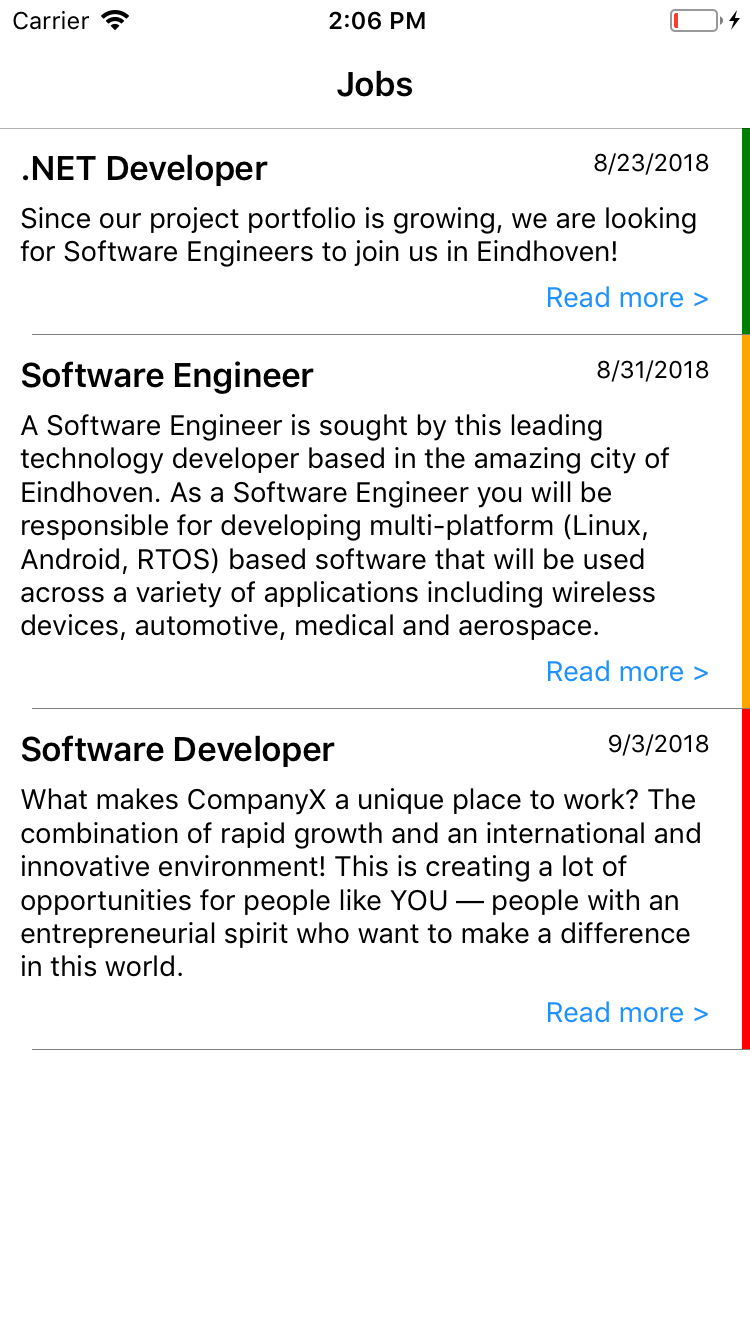 Carrier 2:06 PM
Jobs
.NET Developer 8/23/2018
Since our project portfolio is growing, we are looking
for Software Engineers to join us in Eindhoven!
Read more >
Software Engineer 8/31/2018
A Software Engineer is sought by this leading
technology developer based in the amazing city of
Eindhoven. As a Software Engineer you will be
responsible for developing multi-platform (Linux,
Android, RTOS) based software that will be used
across a variety of applications including wireless
devices, automotive, medical and aerospace.
Read more >
Software Developer 9/3/2018
What makes CompanyX a unique place to work? The
combination of rapid growth and an international and
innovative environment! This is creating a lot of
opportunities for people like YOU — people with an
entrepreneurial spirit who want to make a difference
in this world.
Read more >